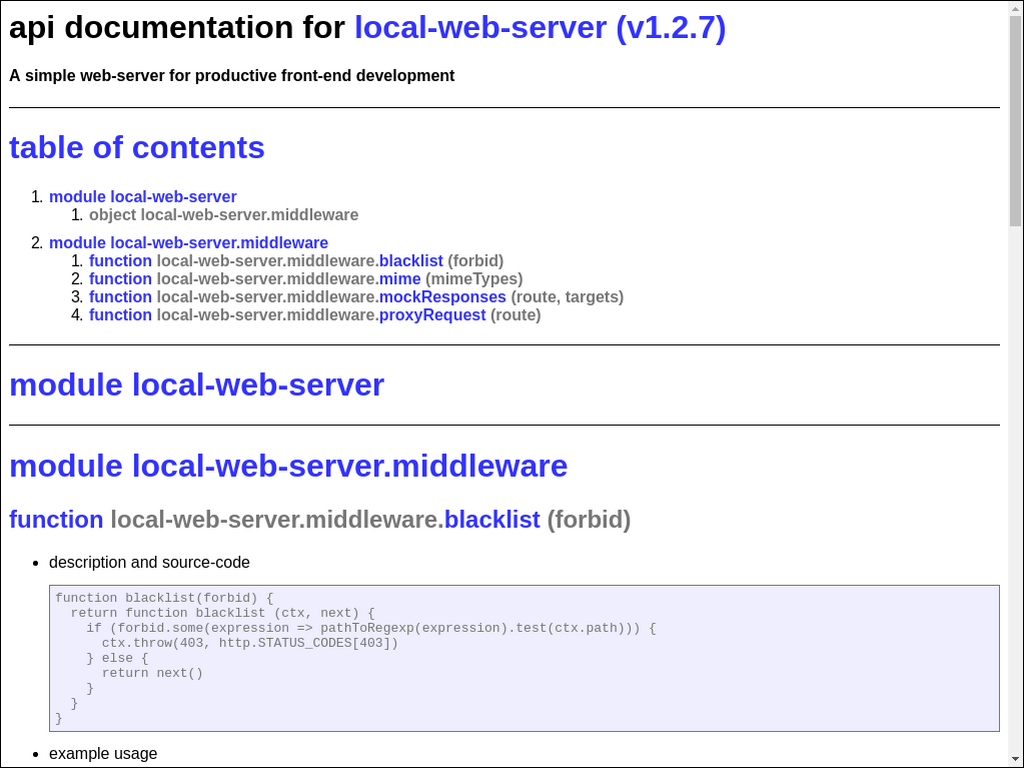 api documentation for local-web-server (v1.2.7)
A simple web-server for productive front-end development
table of contents
1. module local-web-server
1. object local-web-server.middleware
2. module local-web-server.middleware
1. function local-web-server.middleware.blacklist (forbid)
2. function local-web-server.middleware.mime (mimeTypes)
3. function local-web-server.middleware.mockResponses (route, targets)
4. function local-web-server.middleware.proxyRequest (route)
module local-web-server
module local-web-server.middleware
function local-web-server.middleware.blacklist (forbid)
• description and source-code
function blacklist(forbid) {
  return function blacklist (ctx, next) {
    if (forbid.some(expression => pathToRegexp(expression).test(ctx.path))) {
      ctx.throw(403, http.STATUS_CODES[403])
    } else {
      return next()
    }
  }
}
• example usage